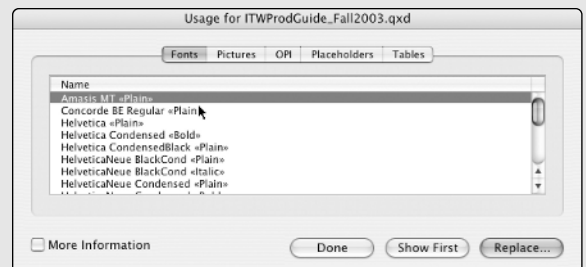 Usage for ITWProdGuide_Fall2003.qxd
Fonts Pictures OPI Placeholders Tables
Name
Amasis MT «Plain»
Concorde BE Regular «Plain
Helvetica «Plain»
Helvetica Condensed «Bold»
Helvetica CondensedBlack «Plain»
HelveticaNeue BlackCond «Plain»
HelveticaNeue BlackCond «Italic»
HelveticaNeue Condensed «Plain»
More Information Done Show First Replace...